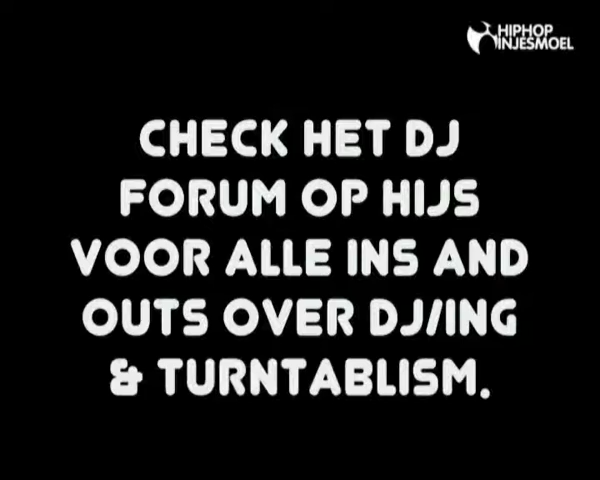 HIPHOP
INJESMOEL
CHECK HET DJ
FORUM OP HIJS
VOOR ALLE INS AND
OUTS OVER DJ/ING
& TURNTABLISM.